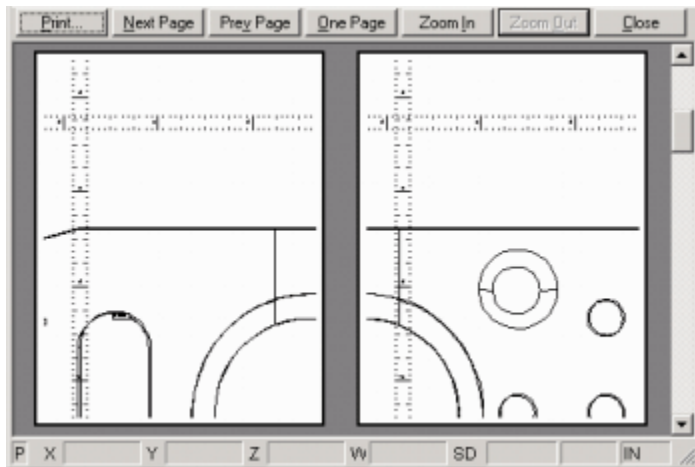 Print... Next Page Prev Page One Page Zoom In Zoom Out Close
P X Y Z W SD IN